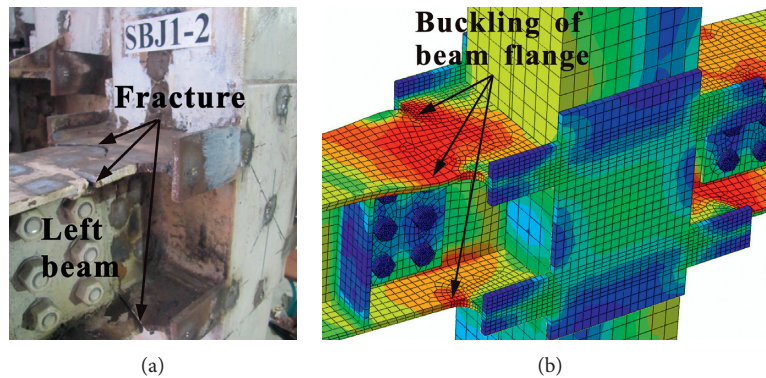 SBJ1-2
Fracture
Left
beam
Buckling of
beam flange
(a)
(b)